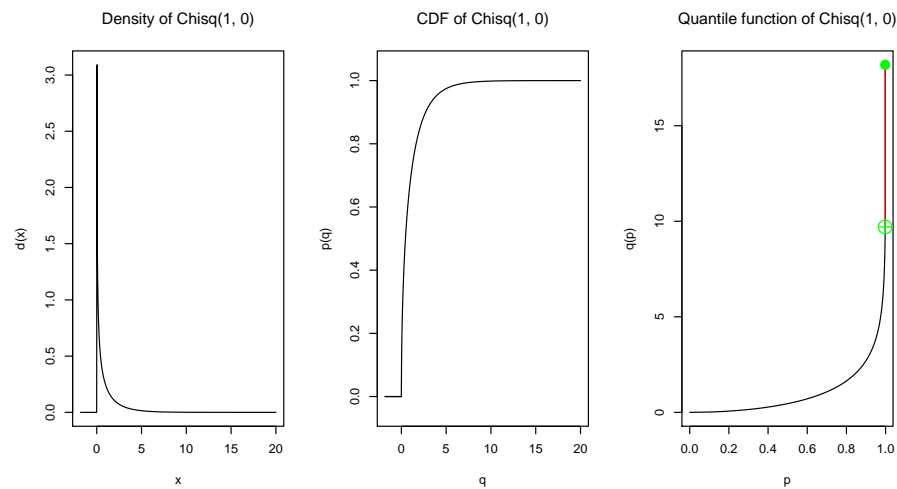 Density of Chisq(1, 0)
d(x)
3.0
2.5
2.0
1.5
1.0
0.5
0.0
0 5 10 15 20
x
CDF of Chisq(1, 0)
p(q)
1.0
0.8
0.6
0.4
0.2
0.0
0 5 10 15 20
q
Quantile function of Chisq(1, 0)
q(p)
15
10
5
0
0.0 0.2 0.4 0.6 0.8 1.0
p